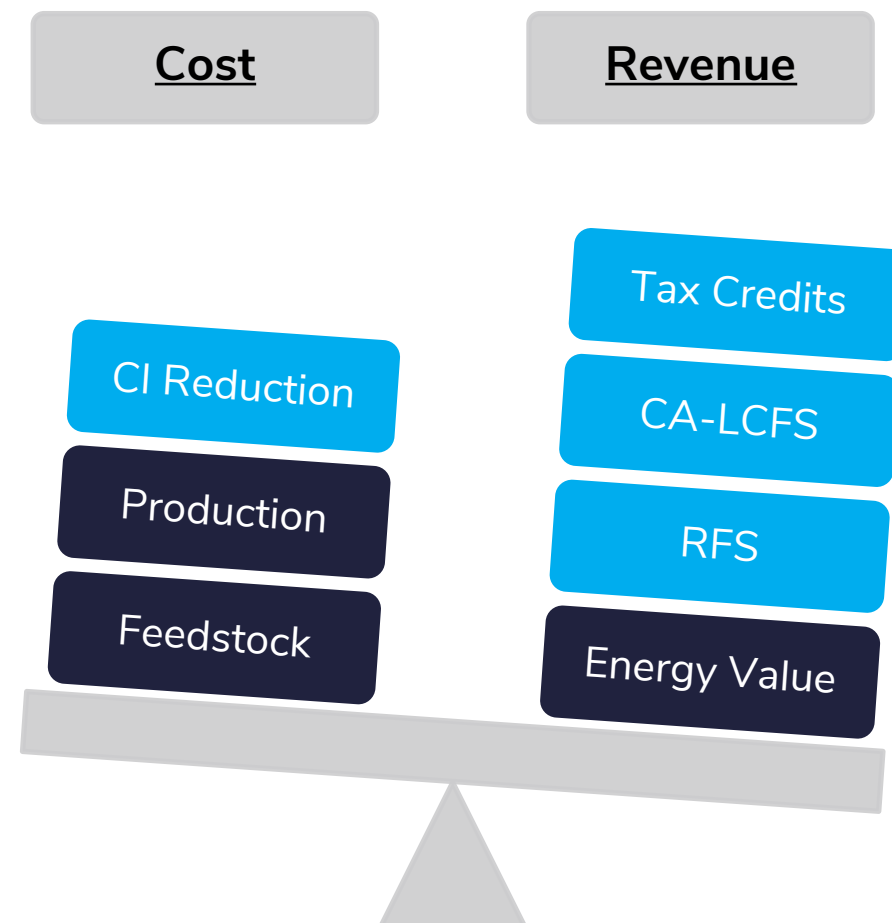 Cost
Revenue
CI Reduction
Production
Feedstock
Tax Credits
CA-LCFS
RFS
Energy Value